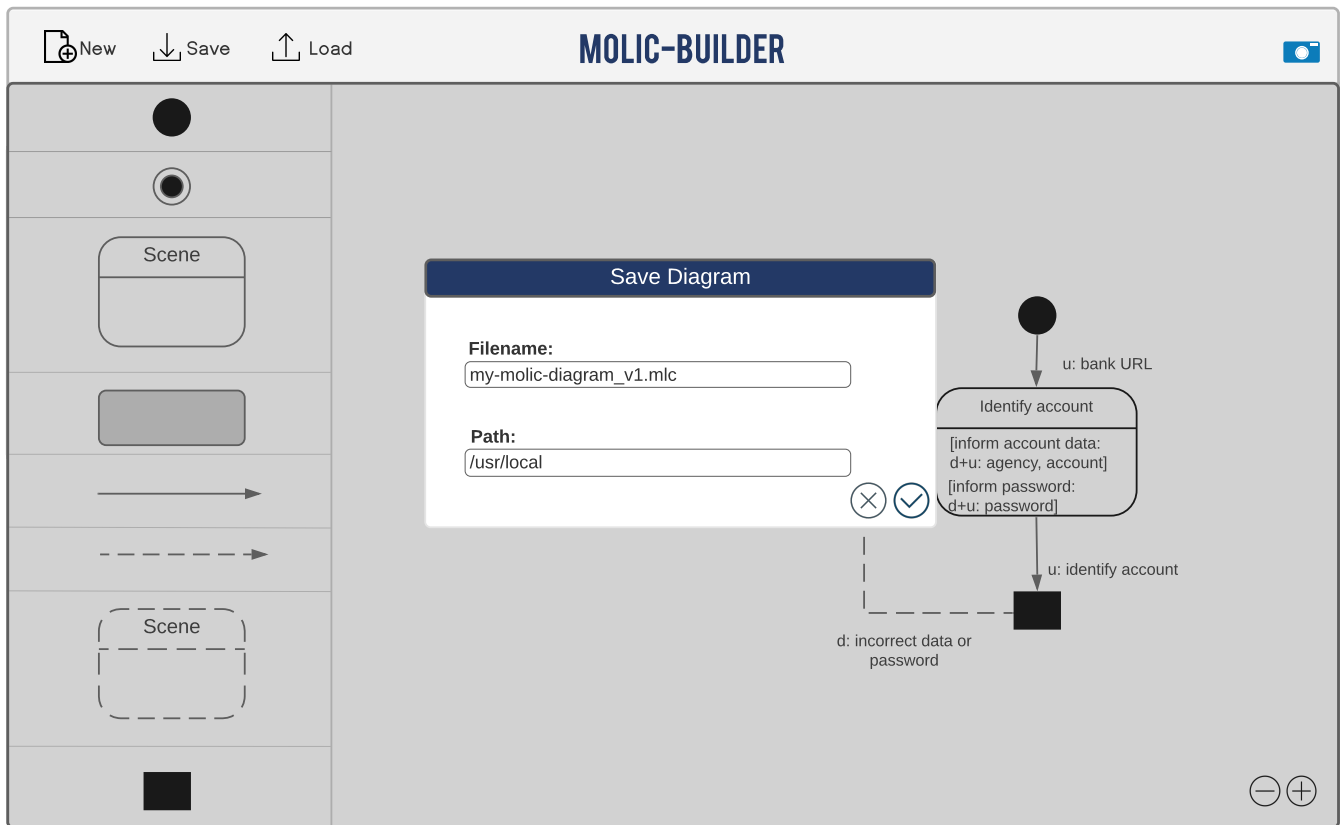 New
Save
Load
MOLIC-BUILDER
Scene
Scene
Save Diagram
Filename:
my-molic-diagram_v1.mlc
Path:
/usr/local
u: bank URL
Identify account
[inform account data:
d+u: agency, account]
[inform password:
d+u: password]
u: identify account
d: incorrect data or
password